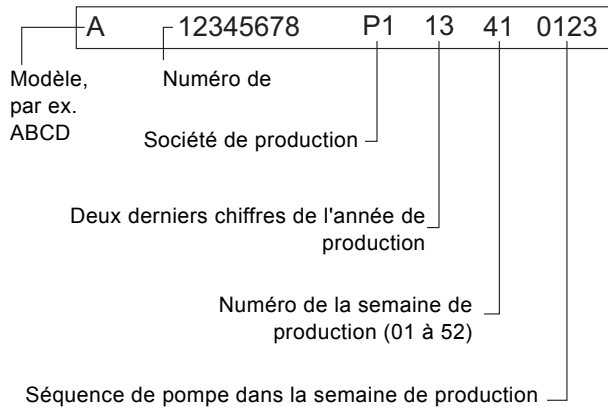 A 12345678 P1 13 41 0123
Modèle,
par ex.
ABCD
Numéro de
Société de production
Deux derniers chiffres de l'année de
production
Numéro de la semaine de
production (01 à 52)
Séquence de pompe dans la semaine de production